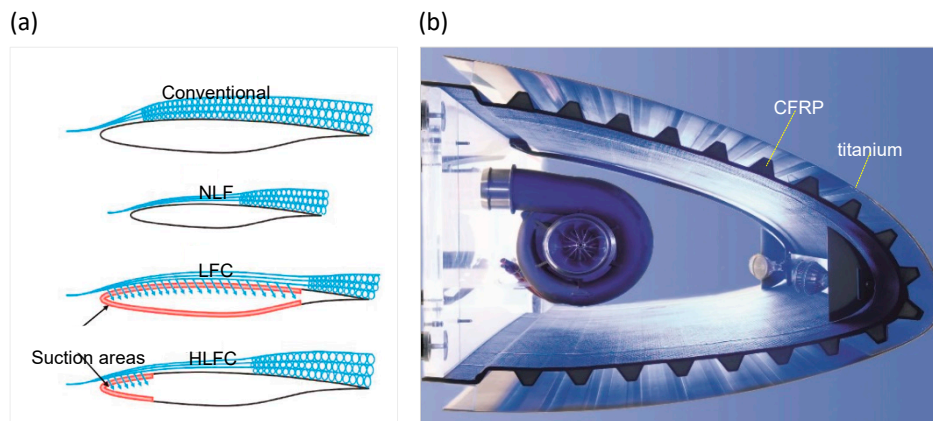 (a)
(b)
Conventional
NLF
LFC
Suction areas
HLFC
CFRP
titanium